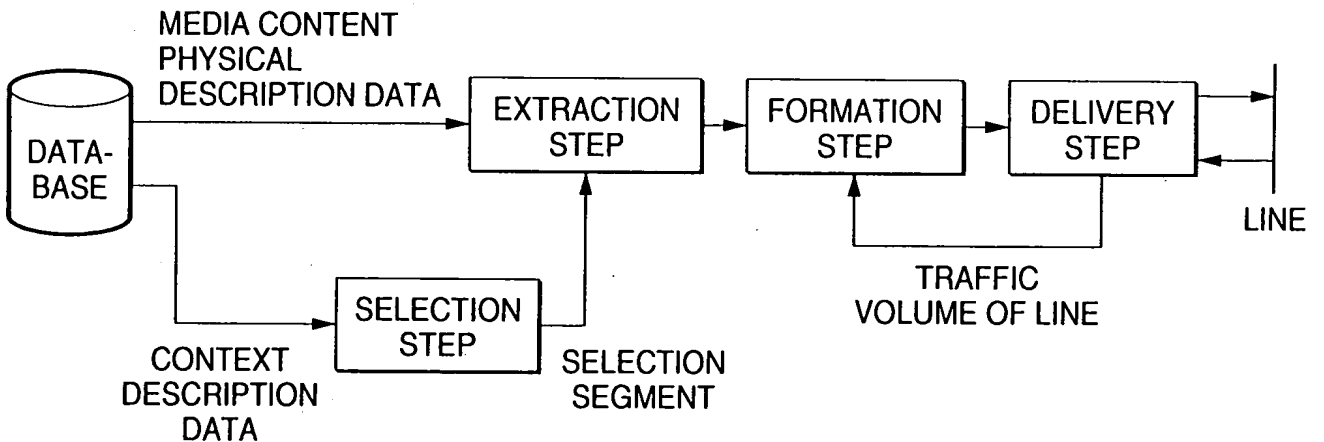 MEDIA CONTENT
PHYSICAL
DESCRIPTION DATA
DATA-
BASE
EXTRACTION
STEP
FORMATION
STEP
DELIVERY
STEP
LINE
TRAFFIC
VOLUME OF LINE
SELECTION
STEP
SELECTION
SEGMENT
CONTEXT
DESCRIPTION
DATA